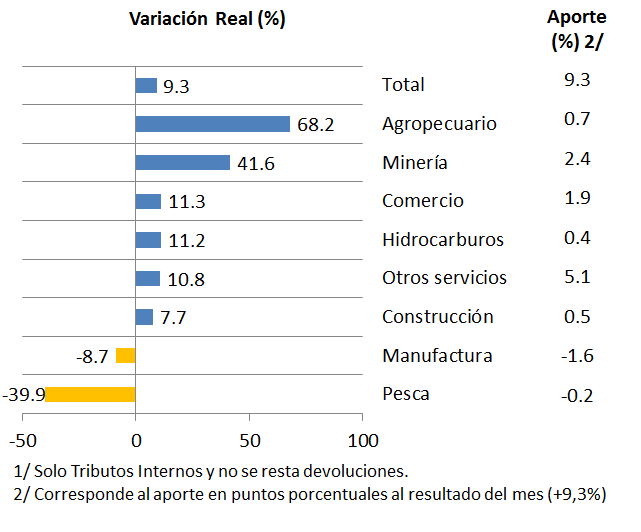 Variación Real (%) Aporte (%) 2/
9.3 Total 9.3
68.2 Agropecuario 0.7
41.6 Minería 2.4
11.3 Comercio 1.9
11.2 Hidrocarburos 0.4
10.8 Otros servicios 5.1
7.7 Construcción 0.5
-8.7 Manufactura -1.6
-39.9 Pesca -0.2
-50 0 50 100
1/ Solo Tributos Internos y no se resta devoluciones.
2/ Corresponde al aporte en puntos porcentuales al resultado del mes (+9,3%)